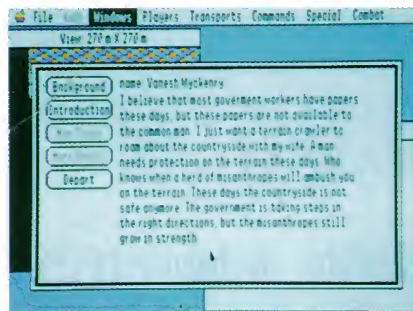 File Windows Players Transports Commands Special Combat
View: 270 m X 270 m
Background
Introduction
Depart
name: Vanesh
I believe that most goverment workers have papers
these days, but these papers are not available to
the common man. I just want a terrain crawler to
roam about the countryside with my wife. A man
needs protection on the terrain these days. Who
knows when a herd of misanthropes will ambush you
on the terrain. These days the countryside is not
safe anymore. The government is taking steps in
the right directions, but the misanthropes still
grow in strength.